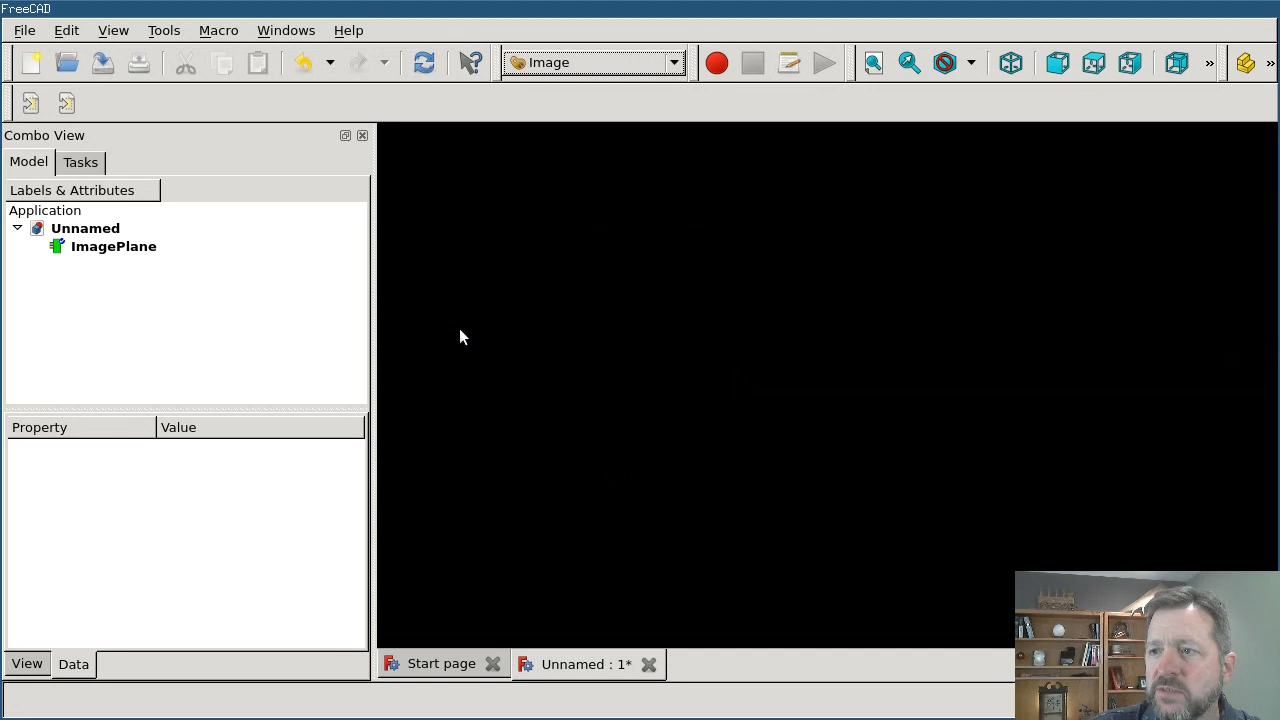 FreeCAD
File Edit View Tools Macro Windows Help
Image
» »
Combo View
Model Tasks
Labels & Attributes
Application
Unnamed
ImagePlane
Property Value
View Data
Start page Unnamed : 1*